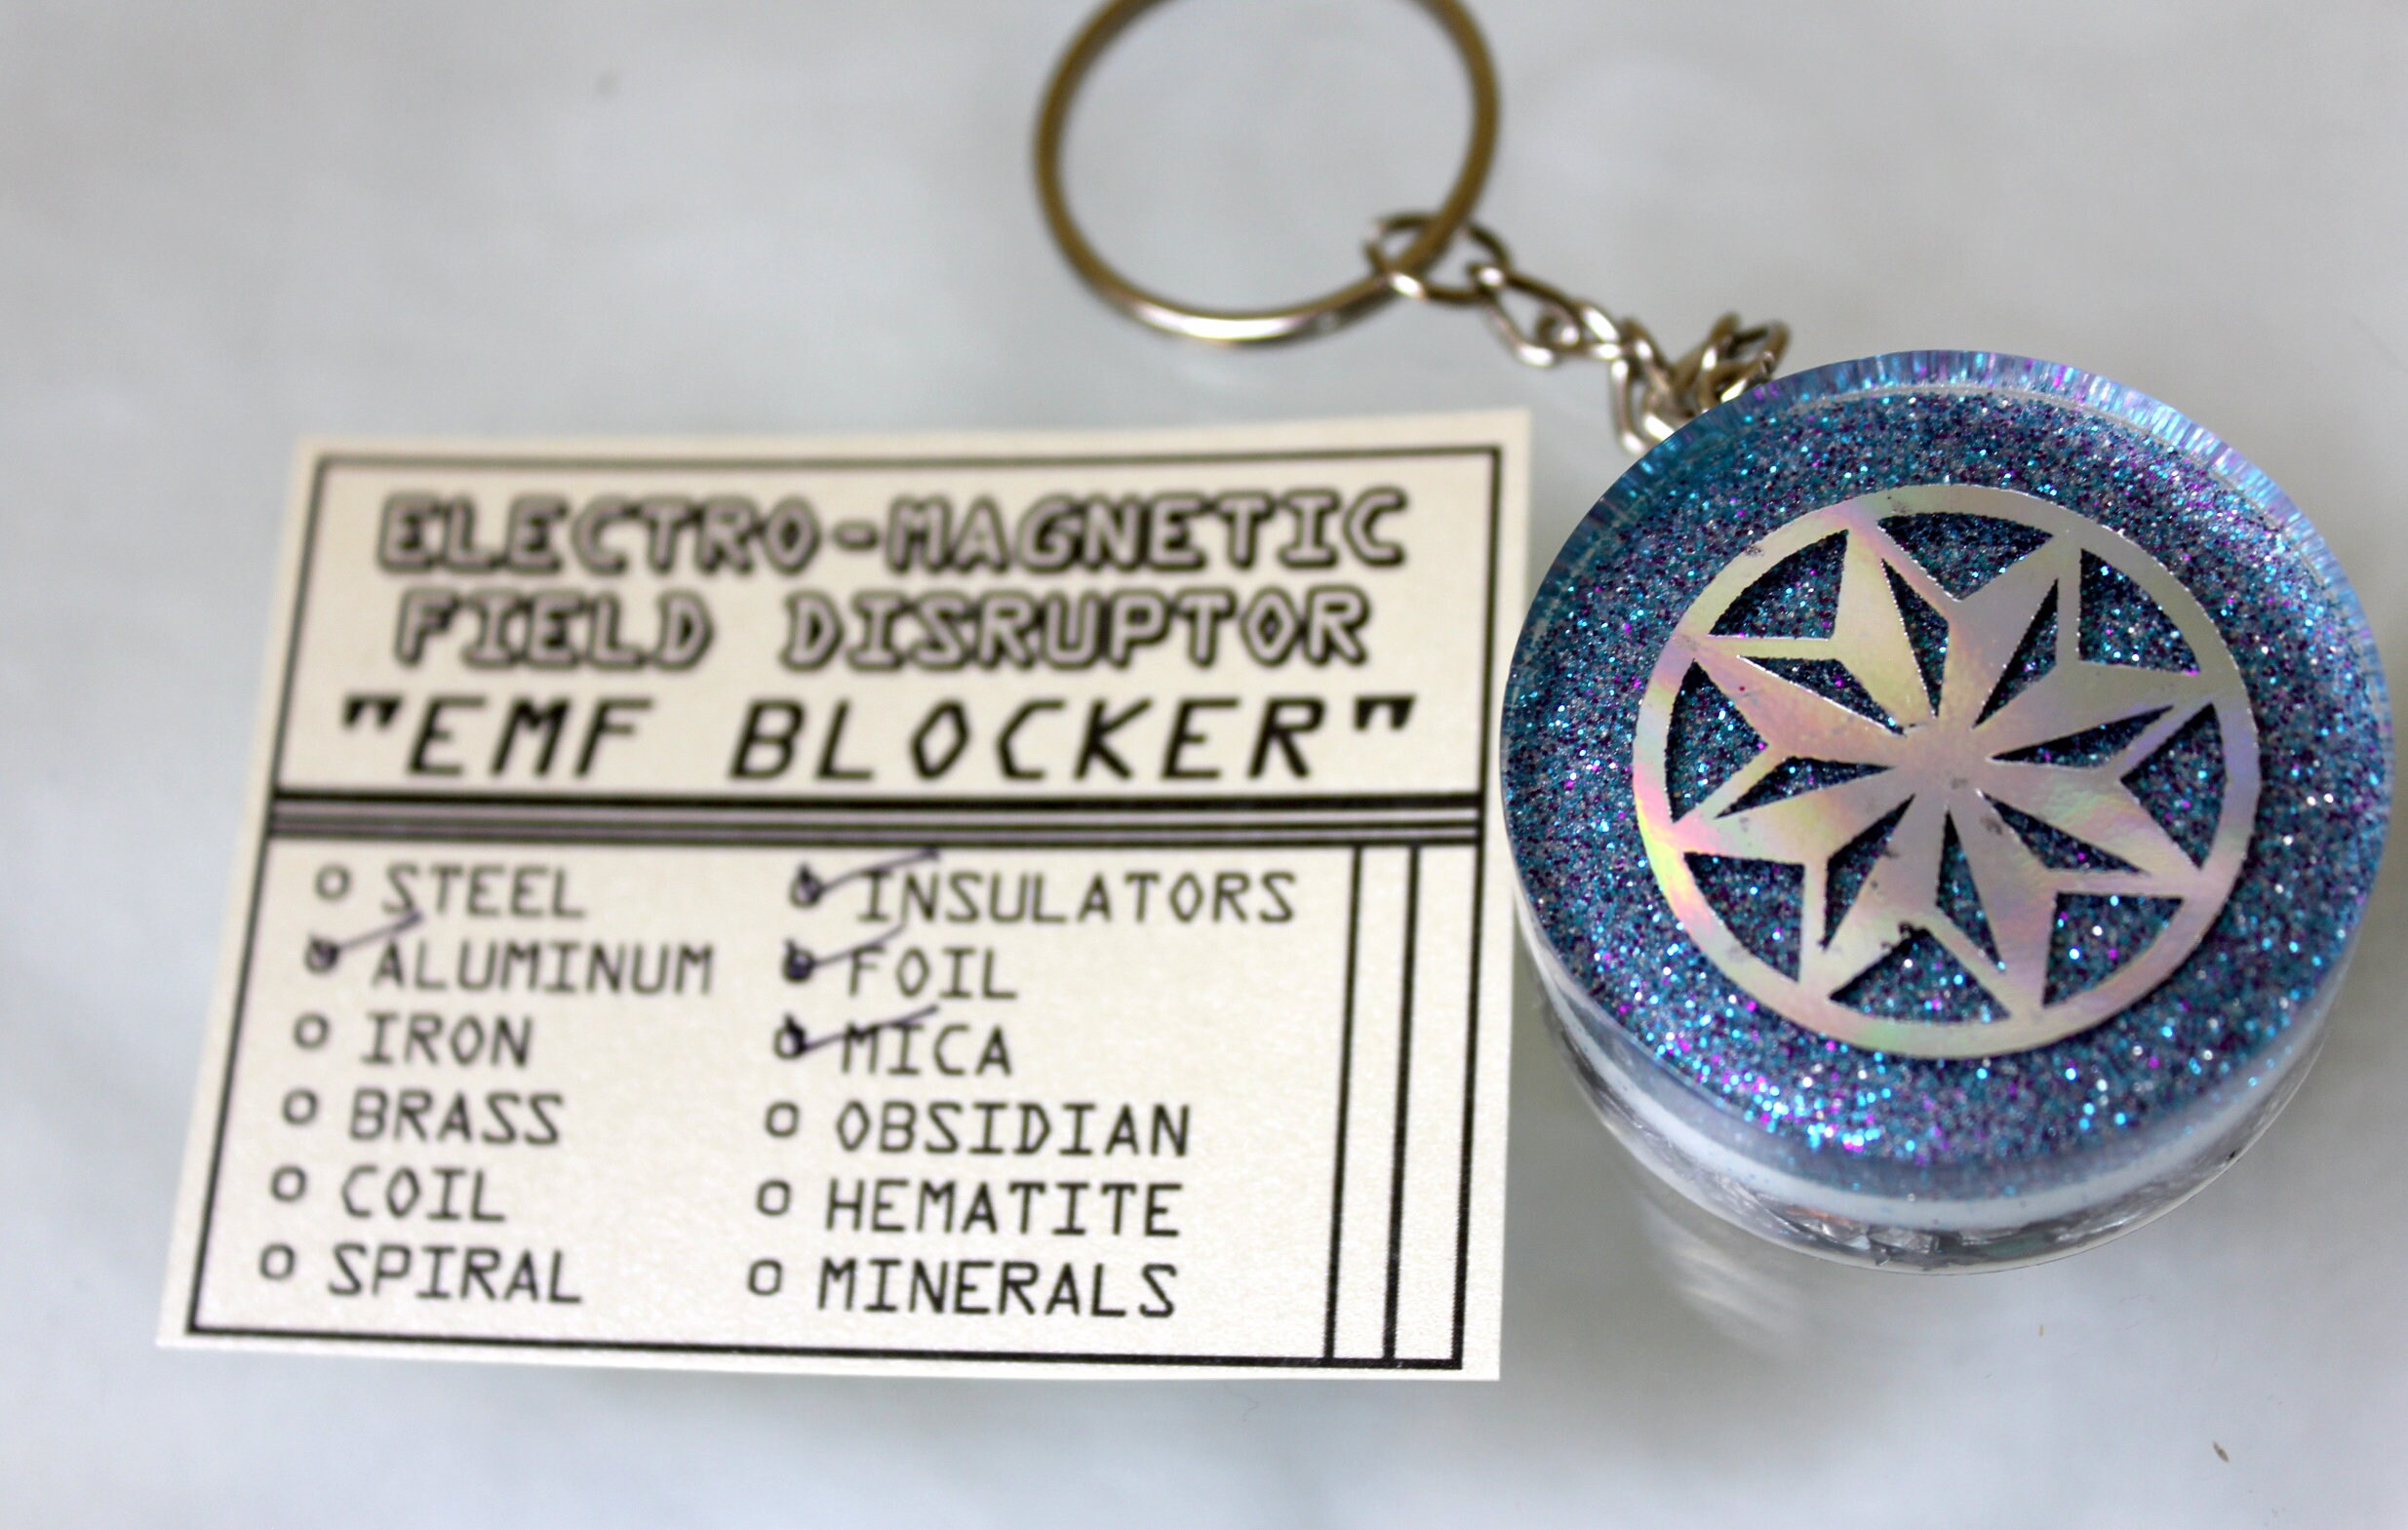 ELECTRO-MAGNETIC
FIELD DISRUPTOR
"EMF BLOCKER"
STEEL
ALUMINUM
IRON
BRASS
COIL
SPIRAL
INSULATORS
FOIL
MICA
OBSIDIAN
HEMATITE
MINERALS